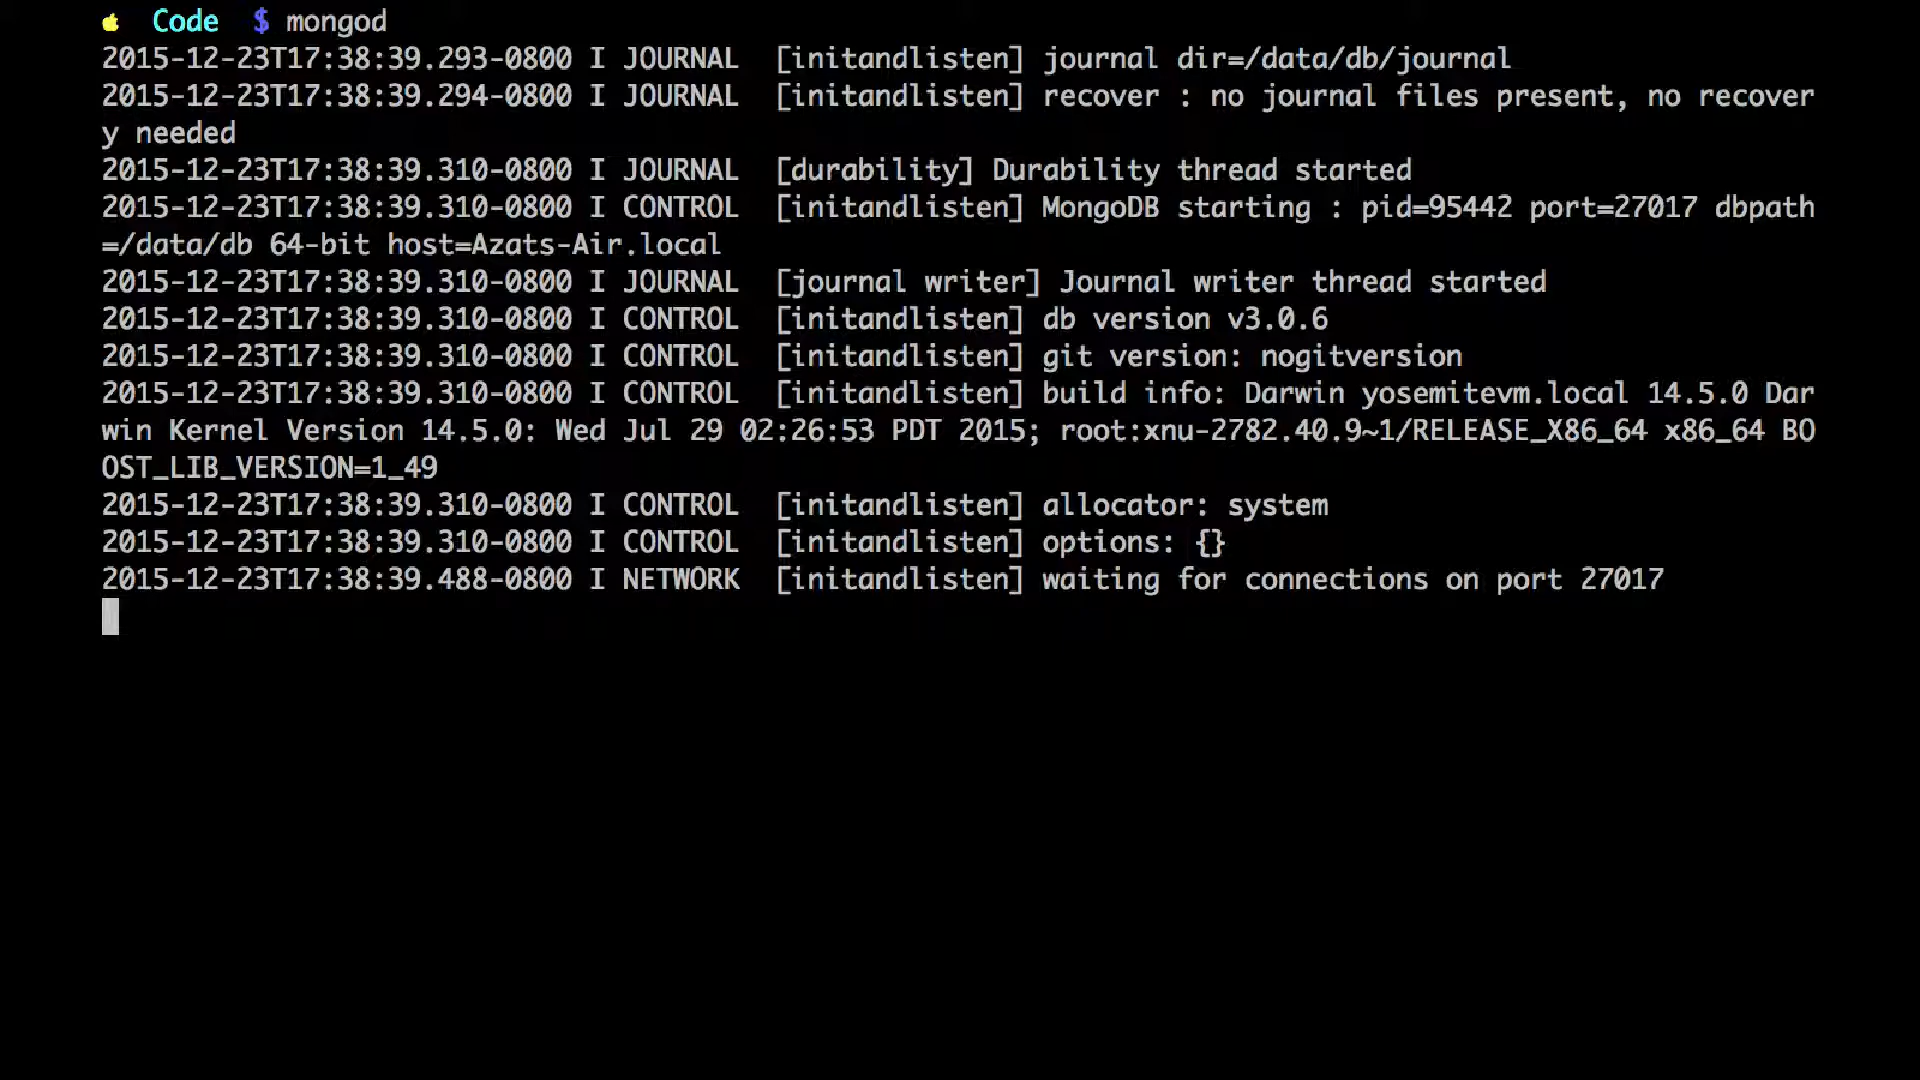 Code $ mongod
2015-12-23T17:38:39.293-0800 I JOURNAL  [initandlisten] journal dir=/data/db/journal
2015-12-23T17:38:39.294-0800 I JOURNAL  [initandlisten] recover : no journal files present, no recover
y needed
2015-12-23T17:38:39.310-0800 I JOURNAL  [durability] Durability thread started
2015-12-23T17:38:39.310-0800 I CONTROL  [initandlisten] MongoDB starting : pid=95442 port=27017 dbpath
=/data/db 64-bit host=Azats-Air.local
2015-12-23T17:38:39.310-0800 I JOURNAL  [journal writer] Journal writer thread started
2015-12-23T17:38:39.310-0800 I CONTROL  [initandlisten] db version v3.0.6
2015-12-23T17:38:39.310-0800 I CONTROL  [initandlisten] git version: nogitversion
2015-12-23T17:38:39.310-0800 I CONTROL  [initandlisten] build info: Darwin yosemitevm.local 14.5.0 Dar
win Kernel Version 14.5.0: Wed Jul 29 02:26:53 PDT 2015; root:xnu-2782.40.9~1/RELEASE_X86_64 x86_64 BO
OST_LIB_VERSION=1_49
2015-12-23T17:38:39.310-0800 I CONTROL  [initandlisten] allocator: system
2015-12-23T17:38:39.310-0800 I CONTROL  [initandlisten] options: {}
2015-12-23T17:38:39.488-0800 I NETWORK  [initandlisten] waiting for connections on port 27017